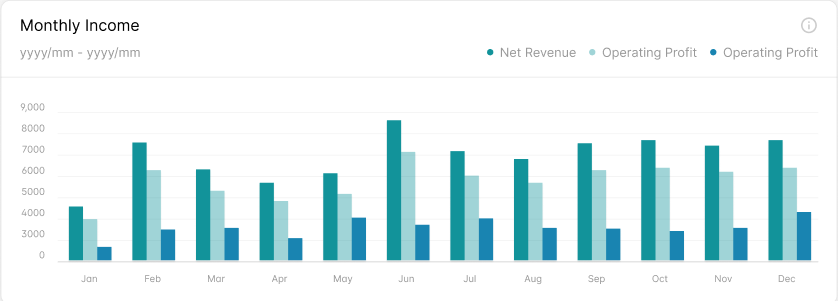 Monthly Income
yyyy/mm - yyyy/mm
Net Revenue Operating Profit Operating Profit
9,000
8000
7000
6000
5000
4000
3000
0
Jan Feb Mar Apr May Jun Jul Aug Sep Oct Nov Dec